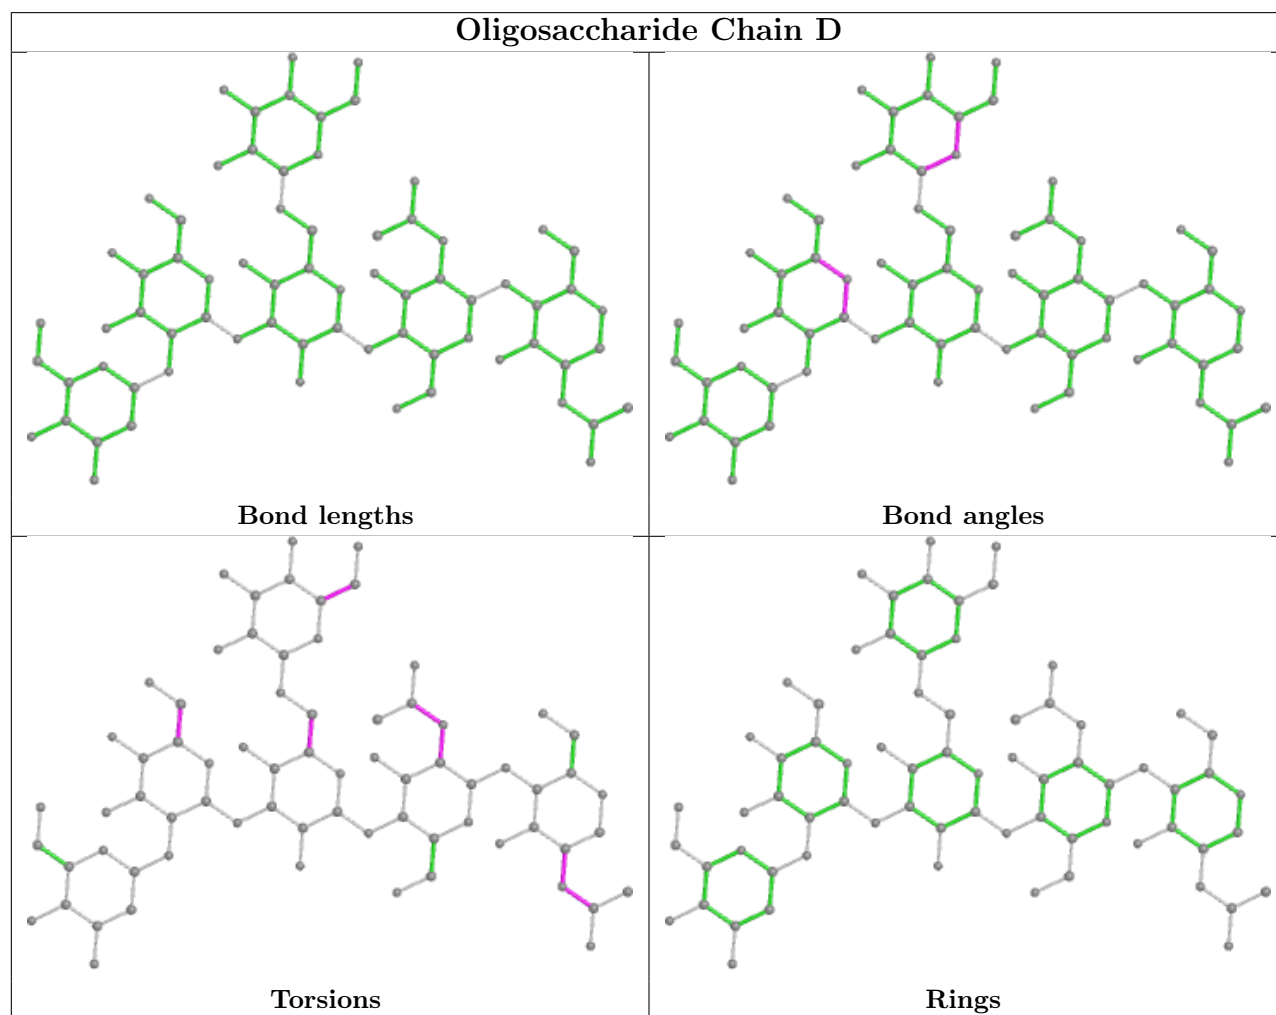 Oligosaccharide Chain D
Bond lengths
Bond angles
Torsions
Rings